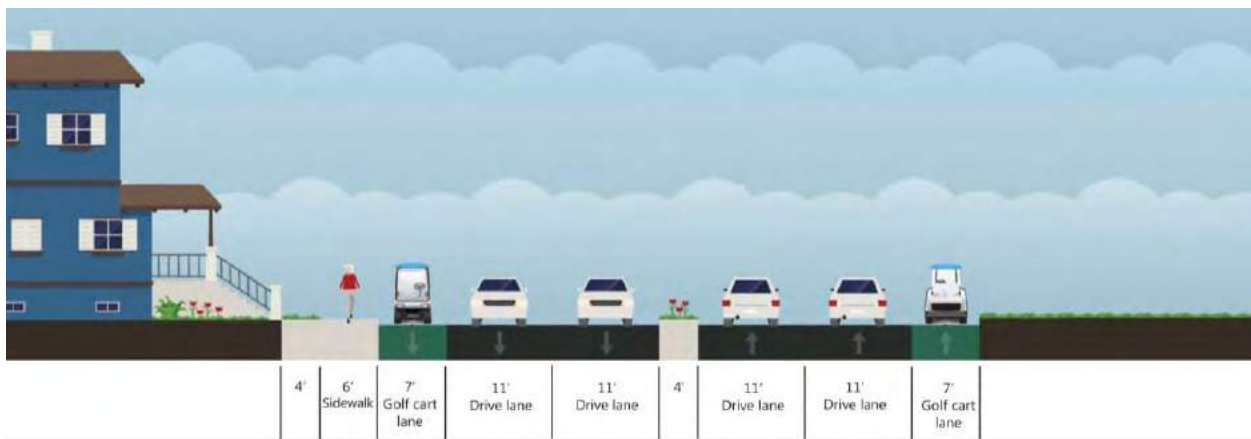 4'
6'
Sidewalk
7'
Golf cart
lane
11'
Drive lane
11'
Drive lane
4'
11'
Drive lane
11'
Drive lane
7'
Golf cart
lane